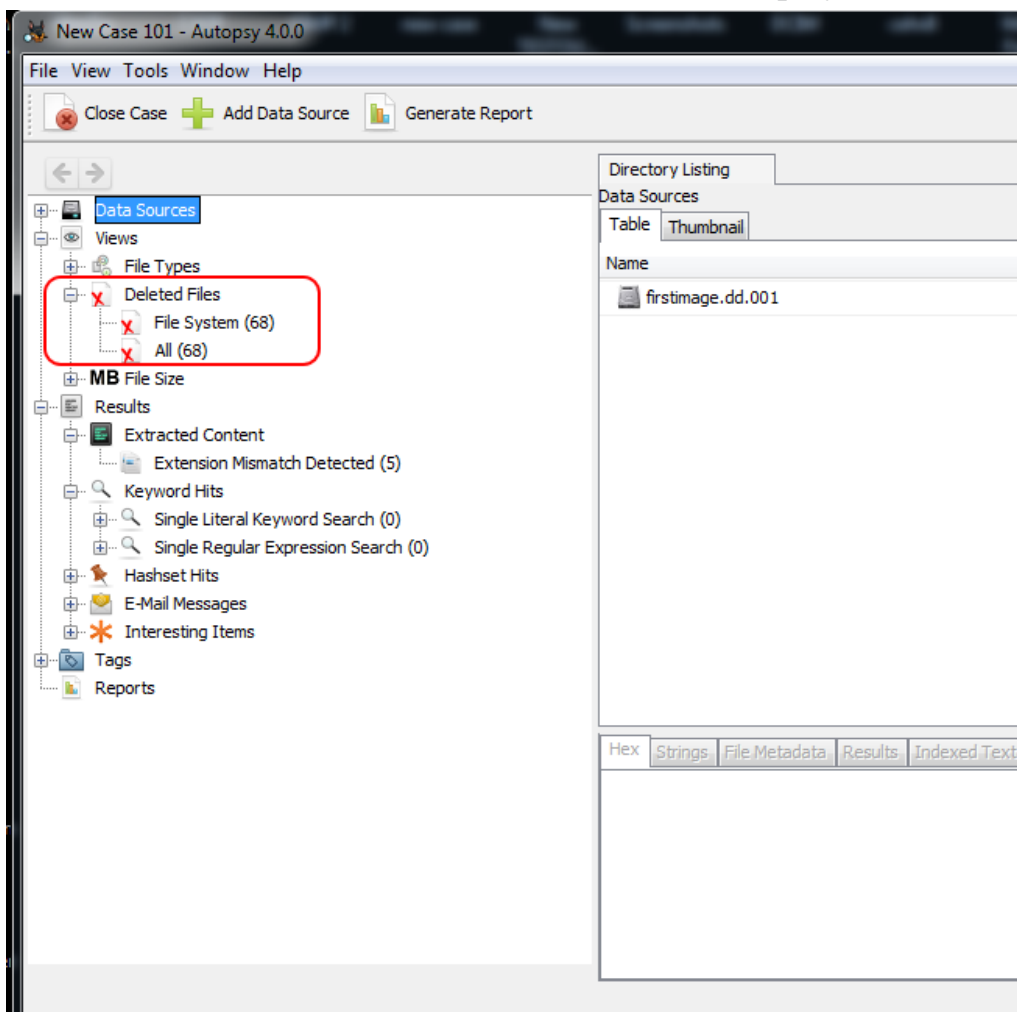 New Case 101 - Autopsy 4.0.0
File View Tools Window Help
Close Case Add Data Source Generate Report
Data Sources
Views
File Types
Deleted Files
File System (68)
All (68)
MB File Size
Results
Extracted Content
Extension Mismatch Detected (5)
Keyword Hits
Single Literal Keyword Search (0)
Single Regular Expression Search (0)
Hashset Hits
E-Mail Messages
Interesting Items
Tags
Reports
Directory Listing
Data Sources
Table Thumbnail
Name
firstimage.dd.001
Hex Strings File Metadata Results Indexed Text